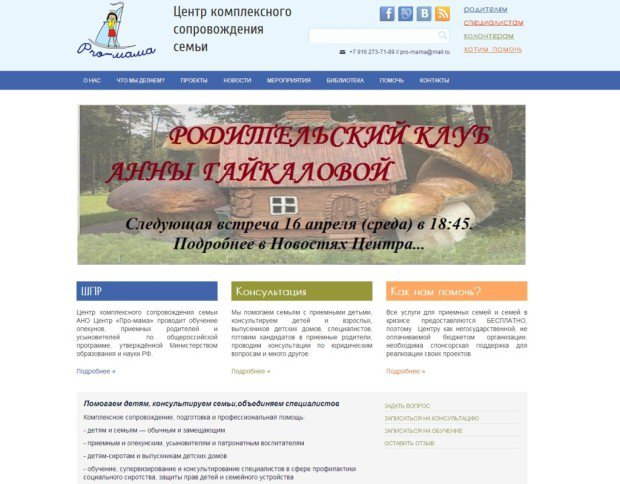 Pro-мама
Центр комплексного
сопровождения
семьи
+7 915 273-71-89 // pro-mama@mail.ru
родителям
специалистам
волонтерам
хотим помочь
О НАС ЧТО МЫ ДЕЛАЕМ? ПРОЕКТЫ НОВОСТИ МЕРОПРИЯТИЯ БИБЛИОТЕКА ПОМОЧЬ КОНТАКТЫ
РОДИТЕЛЬСКИЙ КЛУБ
АННЫ ГАЙКАЛОВОЙ
Следующая встреча 16 апреля (среда) в 18:45.
Подробнее в Новостях Центра...
ШПР
Центр комплексного сопровождения семьи
АНО Центр «Про-мама» проводит обучение
опекунов, приемных родителей и
усыновителей по общероссийской
программе утверждённой Министерством
образования и науки РФ.
Подробнее »
Консультация
Мы помогаем семьям с приемными детьми,
консультируем детей и взрослых,
выпускников детских домов, специалистов,
готовим кандидатов в приемные родители,
проводим консультации по юридическим
вопросам и много другое.
Подробнее »
Как нам помочь?
Все услуги для приемных семей и семей в
кризисе предоставляются БЕСПЛАТНО,
поэтому Центру как негосударственной, не
оплачиваемой бюджетом организации,
необходима спонсорская поддержка для
реализации своих проектов.
Подробнее »
Помогаем детям, консультируем семьи,объединяем специалистов
Комплексное сопровождение, подготовка и профессиональная помощь:
- детям и семьям — обычным и замещающим
- приемным и опекунским, усыновителям и патронатным воспитателям
- детям-сиротам и выпускникам детских домов
- обучение, супервизирование и консультирование специалистов в сфере профилактики
социального сиротства, защиты прав детей и семейного устройства
ЗАДАТЬ ВОПРОС
ЗАПИСАТЬСЯ НА КОНСУЛЬТАЦИЮ
ЗАПИСАТЬСЯ НА ОБУЧЕНИЕ
ОСТАВИТЬ ОТЗЫВ